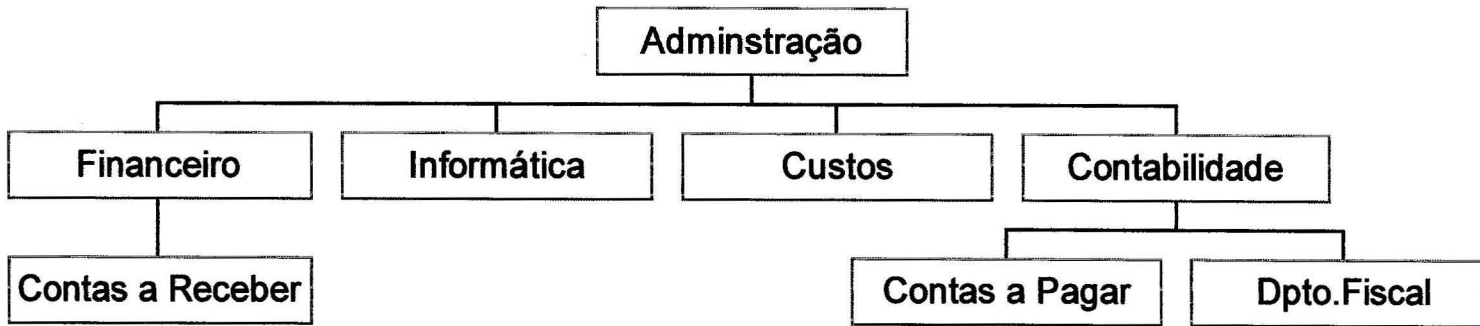 Adminstração
Financeiro
Informática
Custos
Contabilidade
Contas a Receber
Contas a Pagar
Dpto.Fiscal